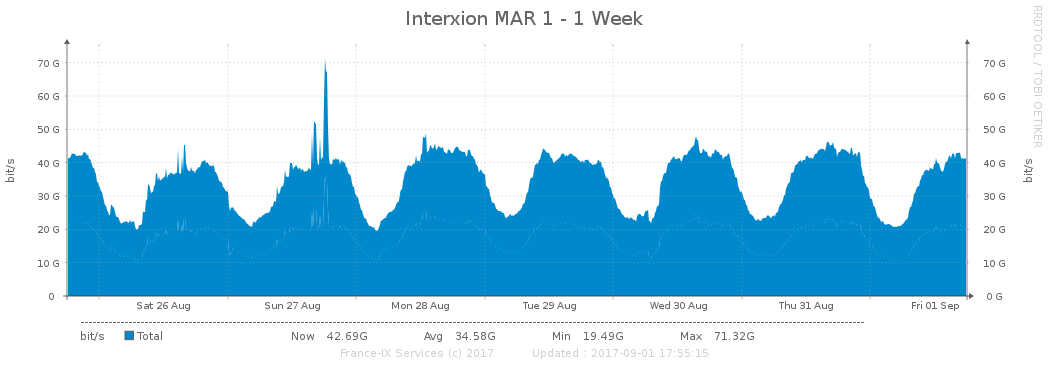 Interxion MAR 1 - 1 Week
RRDTOOL / TOBI OETIKER
bit/s
bit/s
70 G 70 G
60 G 60 G
50 G 50 G
40 G 40 G
30 G 30 G
20 G 20 G
10 G 10 G
0 0 G
Sat 26 Aug Sun 27 Aug Mon 28 Aug Tue 29 Aug Wed 30 Aug Thu 31 Aug Fri 01 Sep
bit/s Total Now 42.69G Avg 34.58G Min 19.49G Max 71.32G
France-IX Services (c) 2017 Updated : 2017-09-01 17:55:15